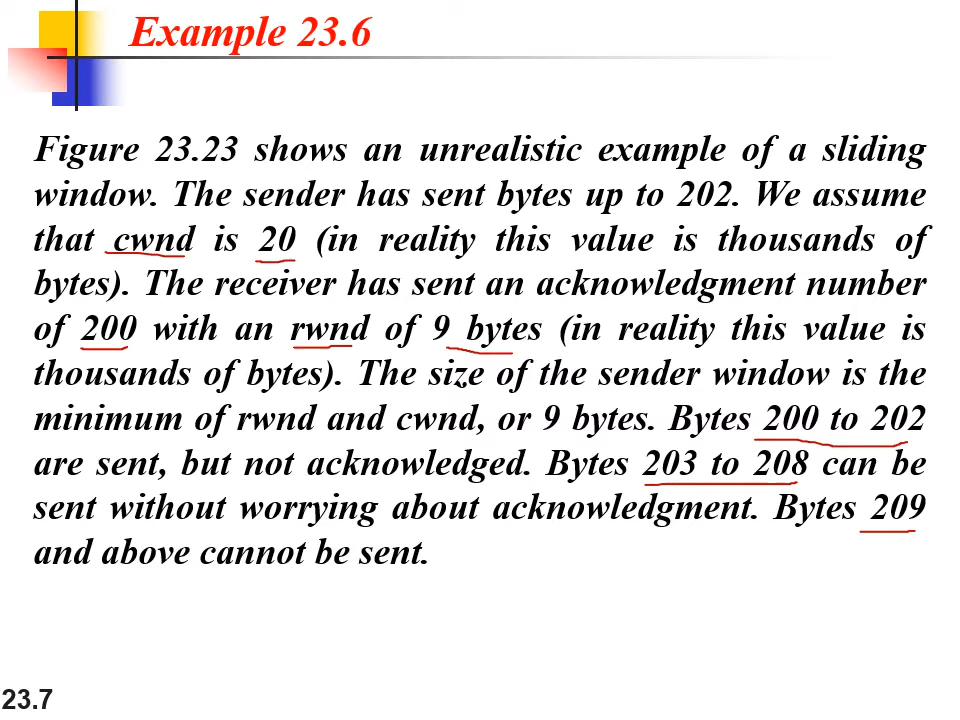 Example 23.6
Figure 23.23 shows an unrealistic example of a sliding
window. The sender has sent bytes up to 202. We assume
that cwnd is 20 (in reality this value is thousands of
bytes). The receiver has sent an acknowledgment number
of 200 with an rwnd of 9 bytes (in reality this value is
thousands of bytes). The size of the sender window is the
minimum of rwnd and cwnd, or 9 bytes. Bytes 200 to 202
are sent, but not acknowledged. Bytes 203 to 208 can be
sent without worrying about acknowledgment. Bytes 209
and above cannot be sent.
23.7